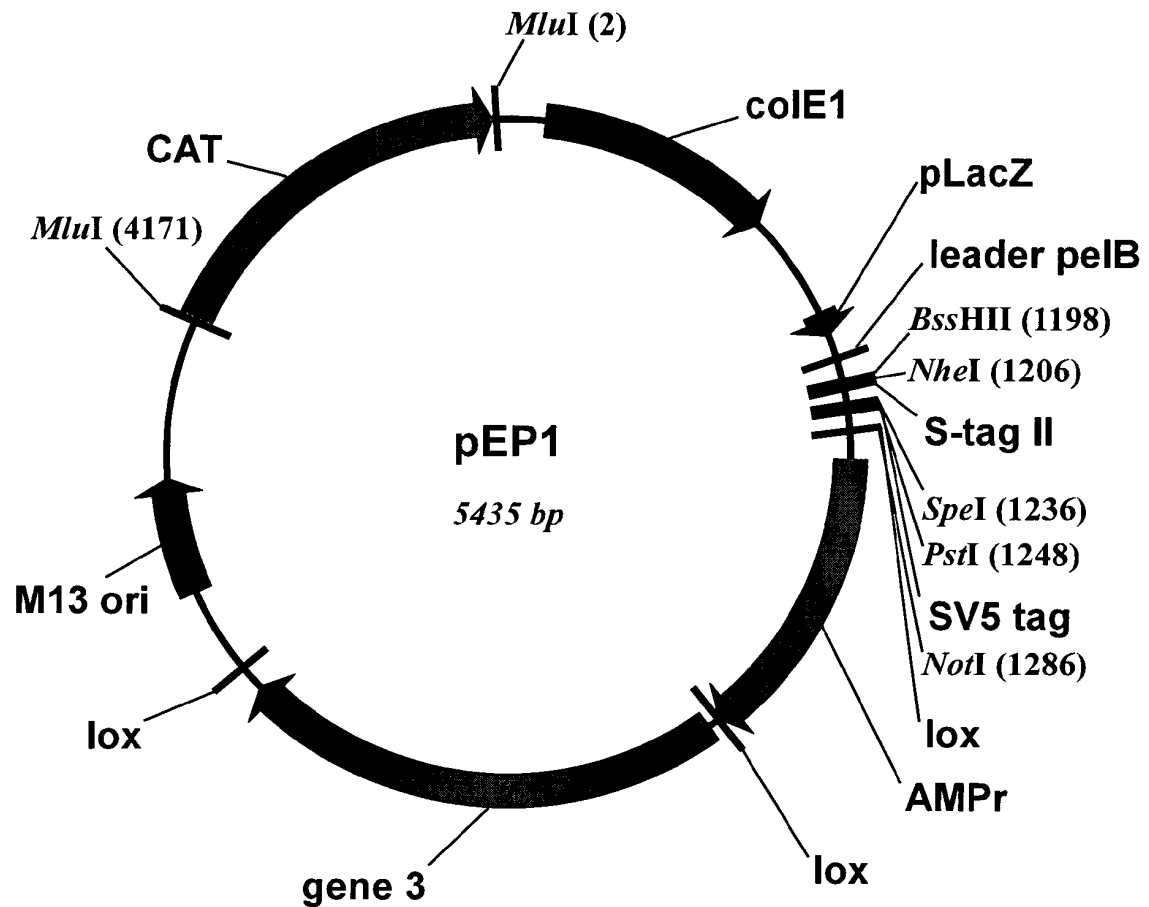 MluI (2)
colE1
CAT
pLacZ
MluI (4171)
leader pelB
BssHII (1198)
NheI (1206)
S-tag II
pEP1
5435 bp
SpeI (1236)
PstI (1248)
M13 ori
SV5 tag
NotI (1286)
lox
lox
AMPr
lox
gene 3